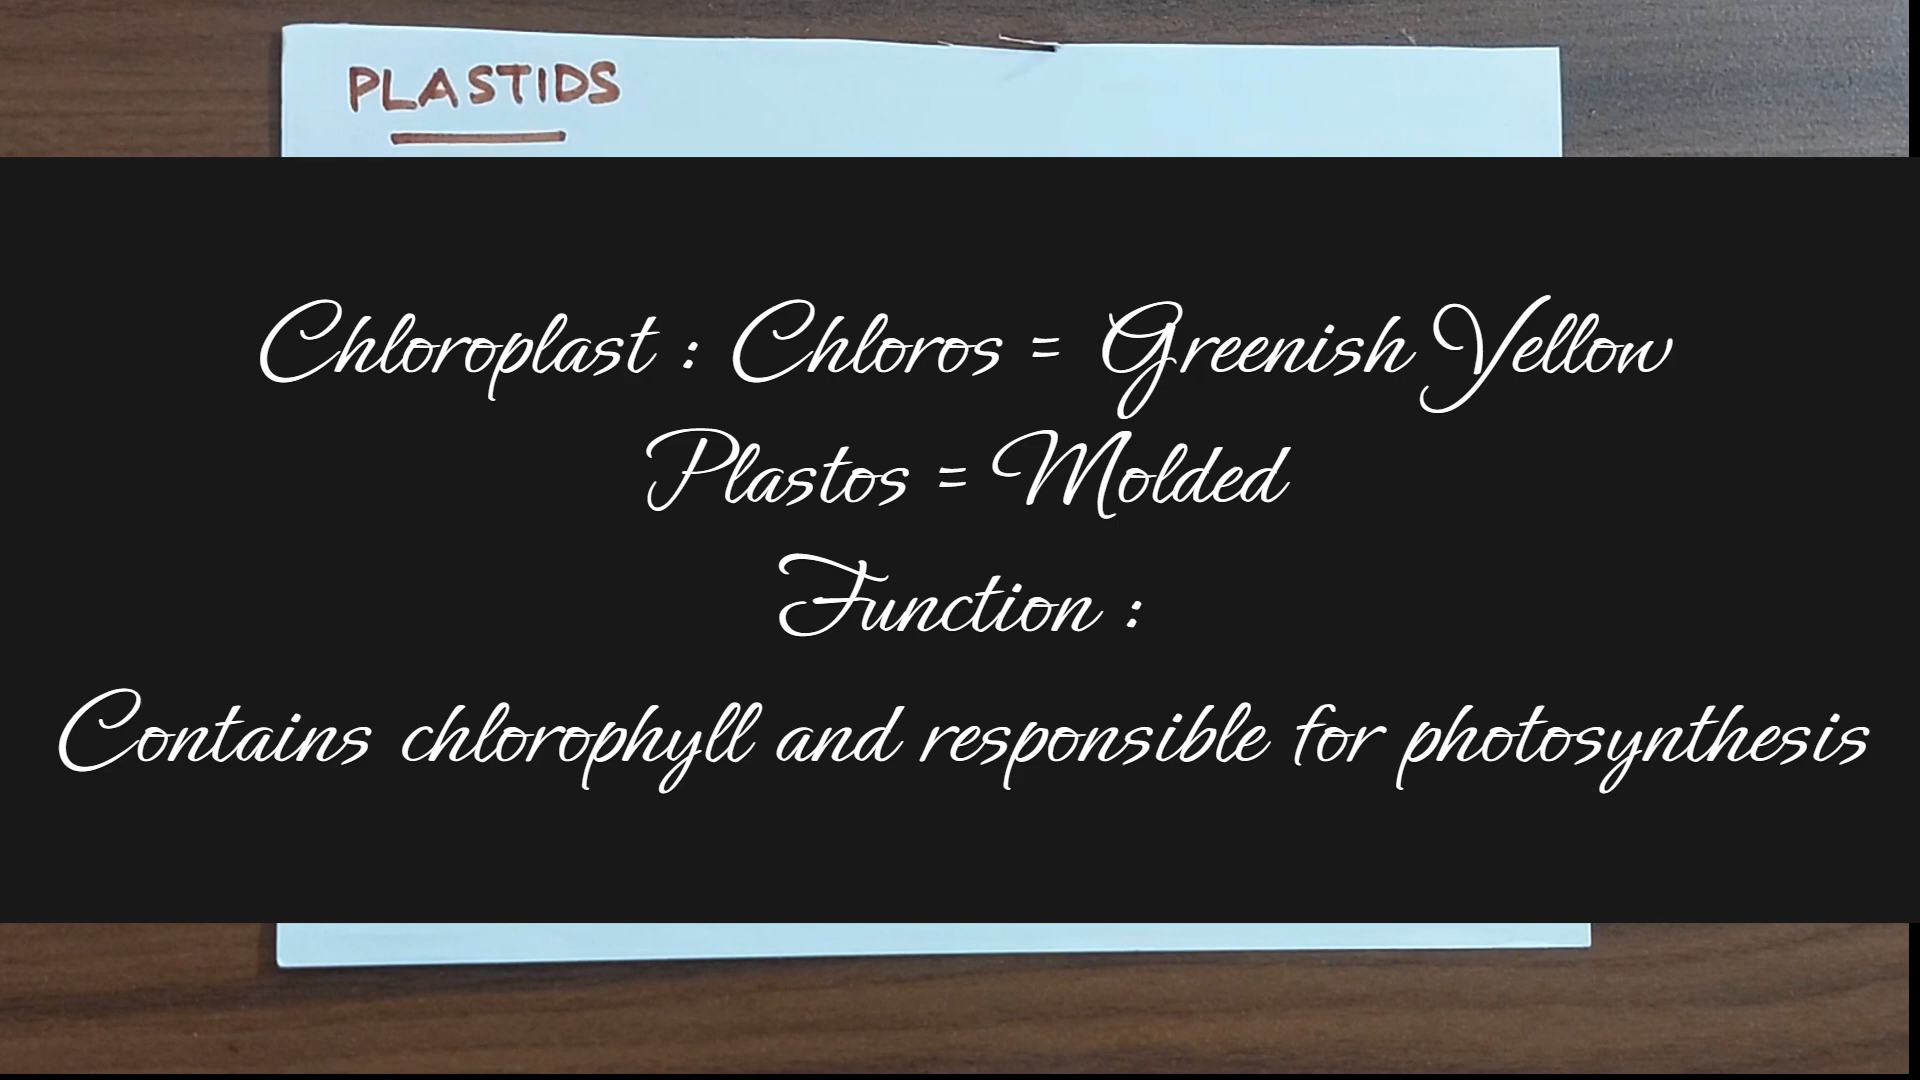 PLASTIDS
Chloroplast : Chloros = Greenish Yellow
Plastos = Molded
Function :
Contains chlorophyll and responsible for photosynthesis